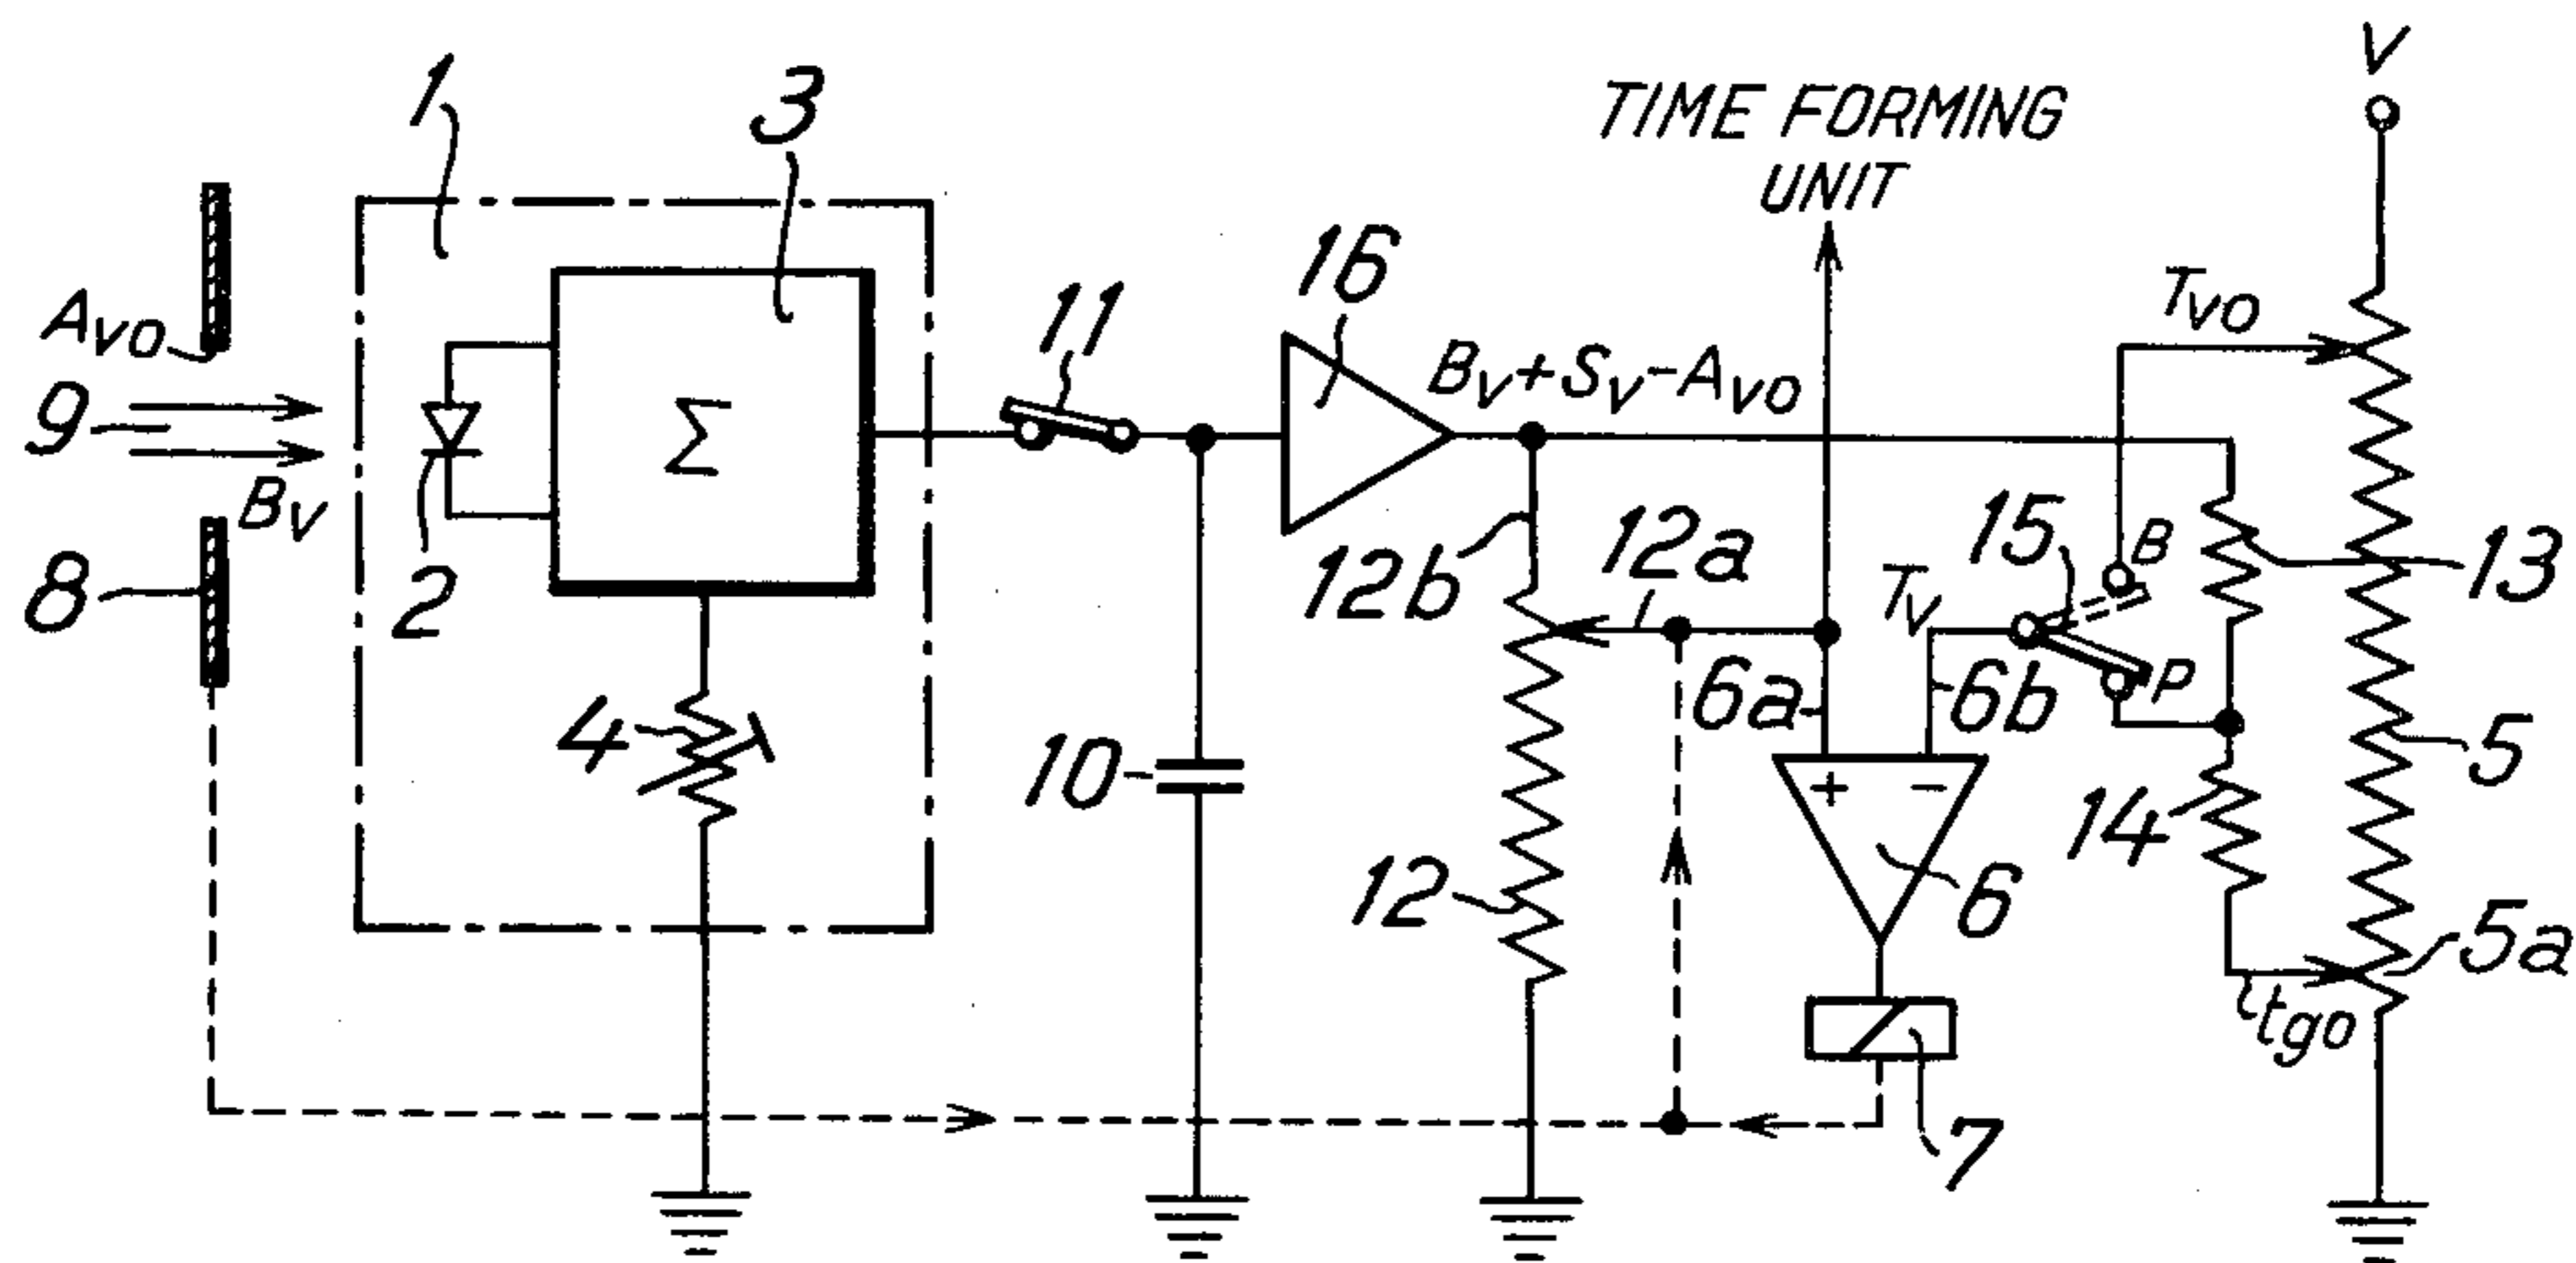 V
1
3
TIME FORMING
UNIT
16
Avo
11
Tvo
Bv+Sv-Avo
9
Σ
Bv
15
B
13
12a
12b
Tv
8
2
6a
6b
P
4
5
10
+
-
14
12
6
5a
tgo
7